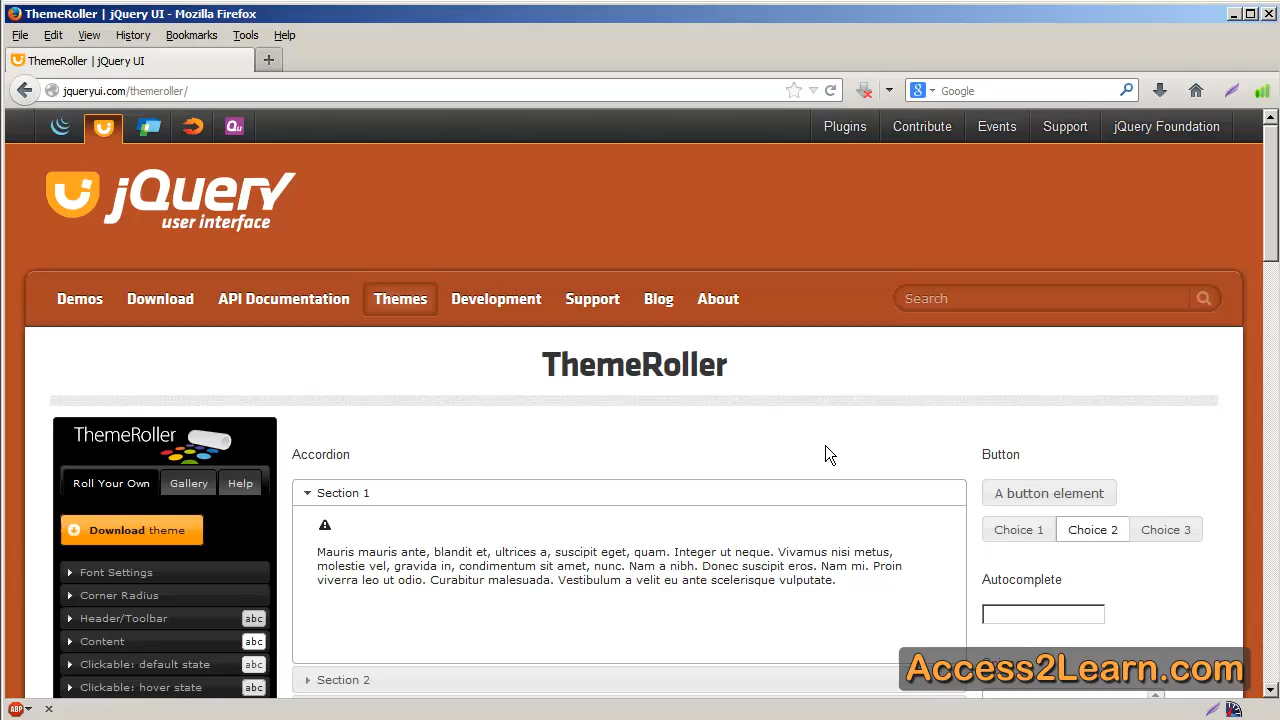 ThemeRoller | jQuery UI - Mozilla Firefox
File Edit View History Bookmarks Tools Help
ThemeRoller | jQuery UI
jqueryui.com/themeroller/
8 Google
Qu
Plugins Contribute Events Support jQuery Foundation
jQuery
user interface
Demos Download API Documentation Themes Development Support Blog About Search
ThemeRoller
ThemeRoller
Roll Your Own Gallery Help
Download theme
Font Settings
Corner Radius
Header/Toolbar abc
Content abc
Clickable: default state abc
Clickable: hover state abc
Accordion
Section 1
Mauris mauris ante, blandit et, ultrices a, suscipit eget, quam. Integer ut neque. Vivamus nisi metus,
molestie vel, gravida in, condimentum sit amet, nunc. Nam a nibh. Donec suscipit eros. Nam mi. Proin
viverra leo ut odio. Curabitur malesuada. Vestibulum a velit eu ante scelerisque vulputate.
Section 2
Button
A button element
Choice 1 Choice 2 Choice 3
Autocomplete
Access2Learn.com
ABP